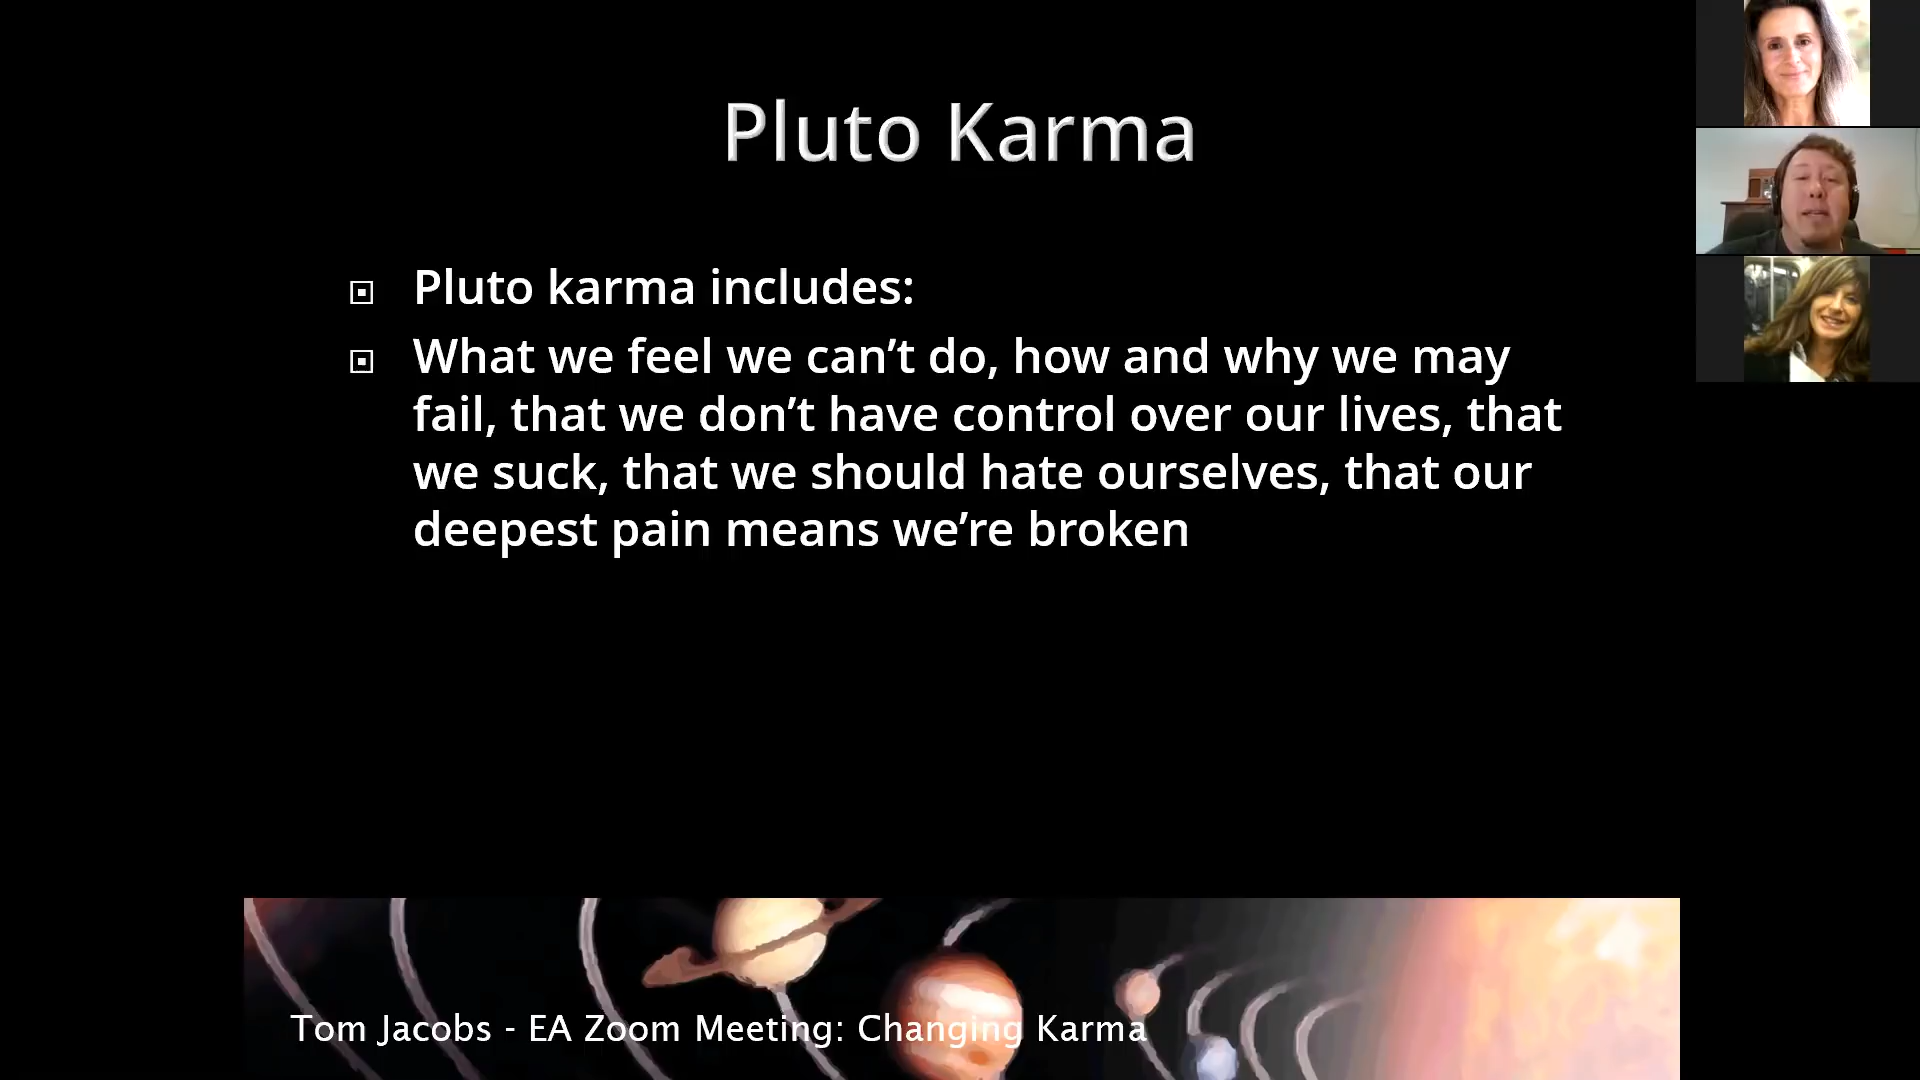 Pluto Karma
Pluto karma includes:
What we feel we can’t do, how and why we may
fail, that we don’t have control over our lives, that
we suck, that we should hate ourselves, that our
deepest pain means we’re broken
Tom Jacobs - EA Zoom Meeting: Changing Karma